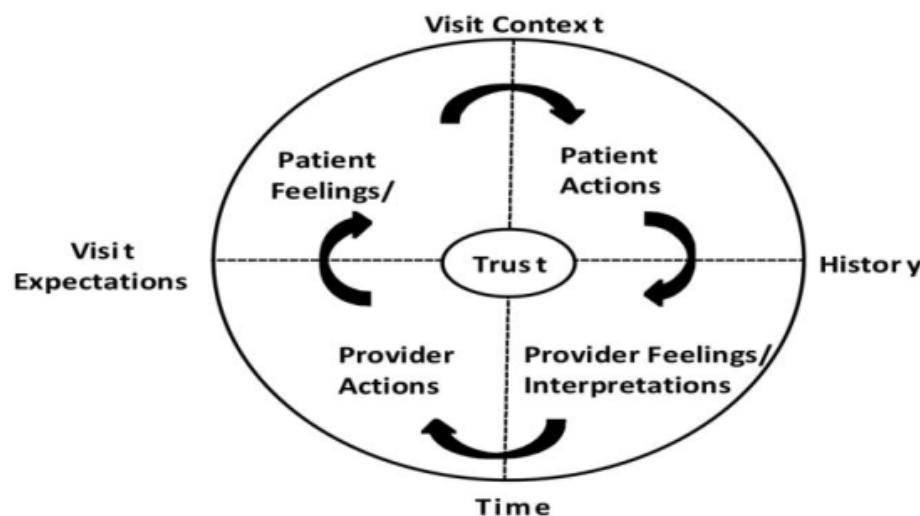 Visit Context
Patient
Feelings/
Patient
Actions
Visit
Expectations
Trust
History
Provider
Actions
Provider Feelings/
Interpretations
Time